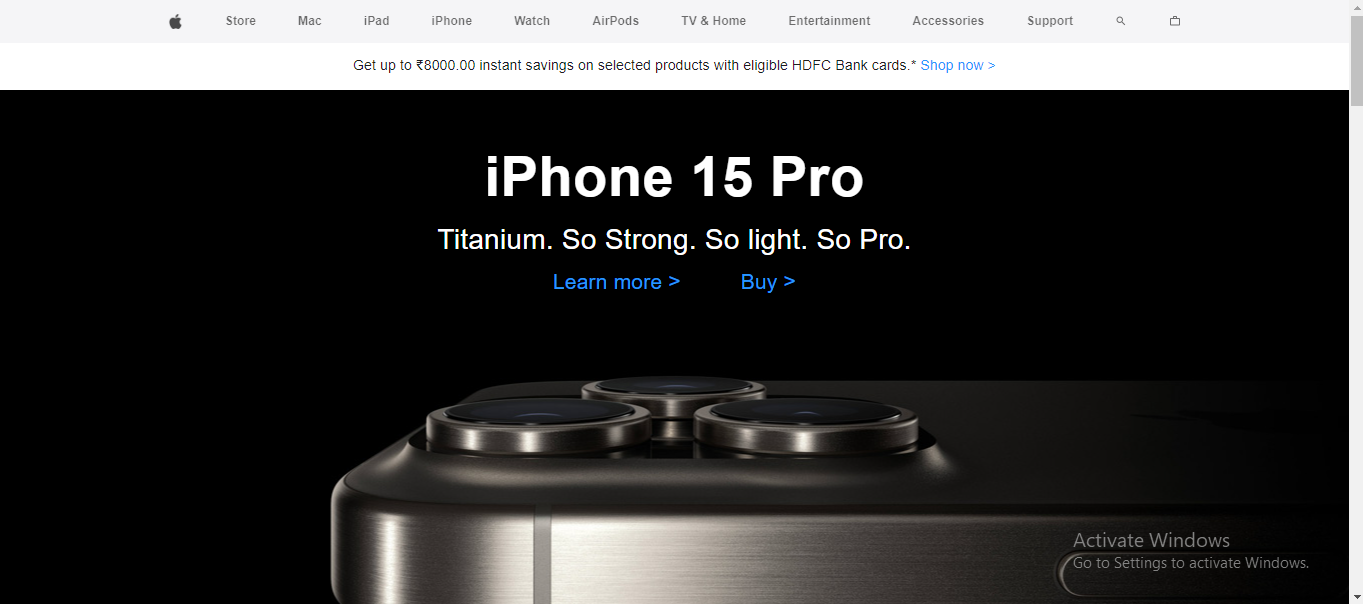 Store Mac iPad iPhone Watch AirPods TV & Home Entertainment Accessories Support
Get up to ₹8000.00 instant savings on selected products with eligible HDFC Bank cards.* Shop now >
iPhone 15 Pro
Titanium. So Strong. So light. So Pro.
Learn more > Buy >
Activate Windows
Go to Settings to activate Windows.